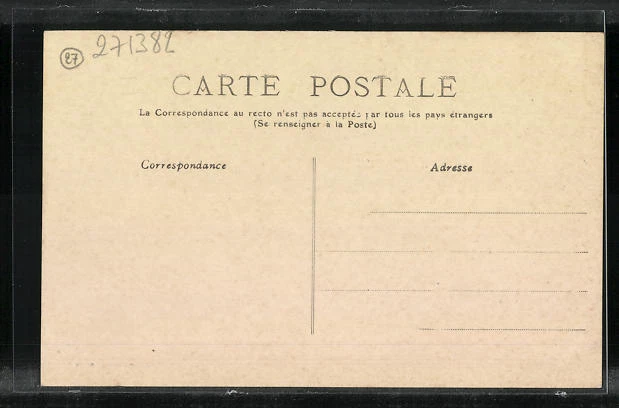 27 271382
CARTE POSTALE
La Correspondance au recto n'est pas acceptée par tous les pays étrangers
(Se renseigner à la Poste)
Correspondance Adresse